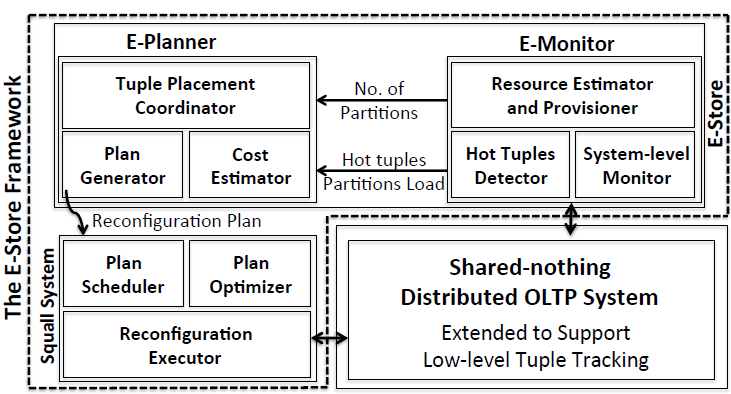 The E-Store Framework
E-Planner
E-Monitor
E-Store
Tuple Placement
Coordinator
No. of
Partitions
Resource Estimator
and Provisioner
Plan
Generator
Cost
Estimator
Hot tuples
Partitions Load
Hot Tuples
Detector
System-level
Monitor
Reconfiguration Plan
Squall System
Plan
Scheduler
Plan
Optimizer
Reconfiguration
Executor
Shared-nothing
Distributed OLTP System
Extended to Support
Low-level Tuple Tracking